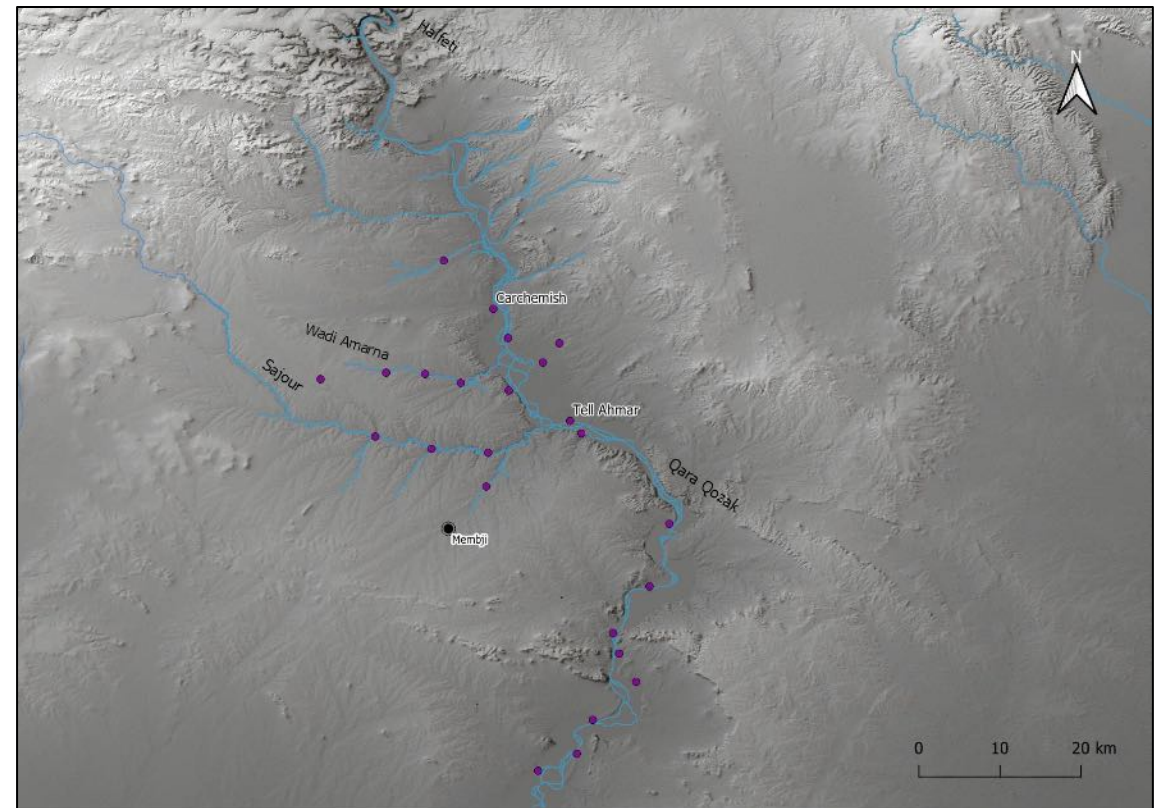 Halfeti
N
Carchemish
Wadi Amarna
Sajour
Tell Ahmar
Qara Qozak
Membji
0 10 20 km